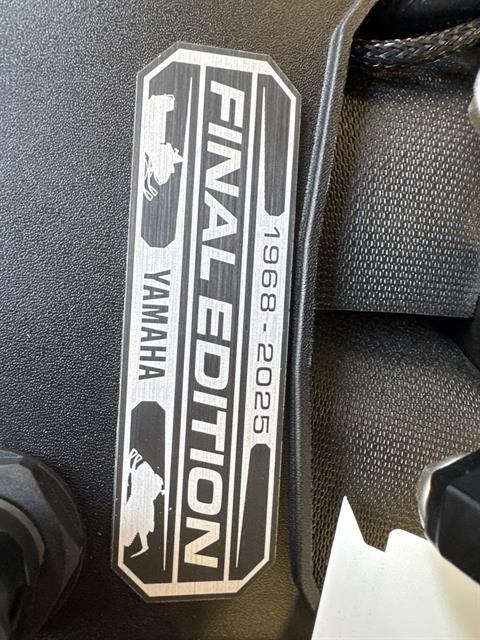 1968 - 2025
FINAL EDITION
YAMAHA